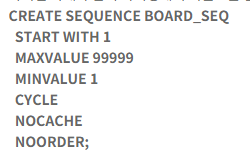 CREATE SEQUENCE BOARD_SEQ
START WITH 1
MAXVALUE 99999
MINVALUE 1
CYCLE
NOCACHE
NOORDER;